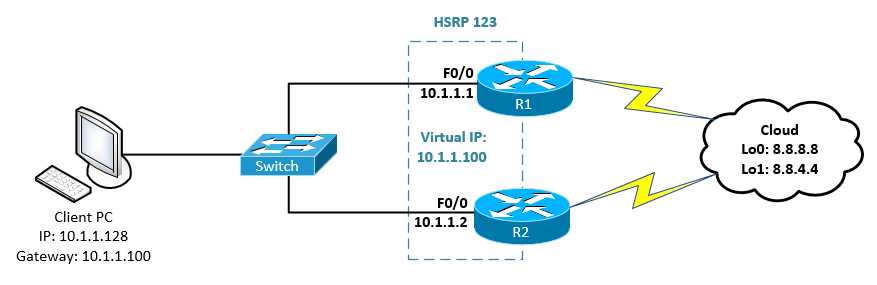 HSRP 123
F0/0
10.1.1.1
R1
Virtual IP:
10.1.1.100
Switch
Cloud
Lo0: 8.8.8.8
Lo1: 8.8.4.4
F0/0
10.1.1.2
R2
Client PC
IP: 10.1.1.128
Gateway: 10.1.1.100